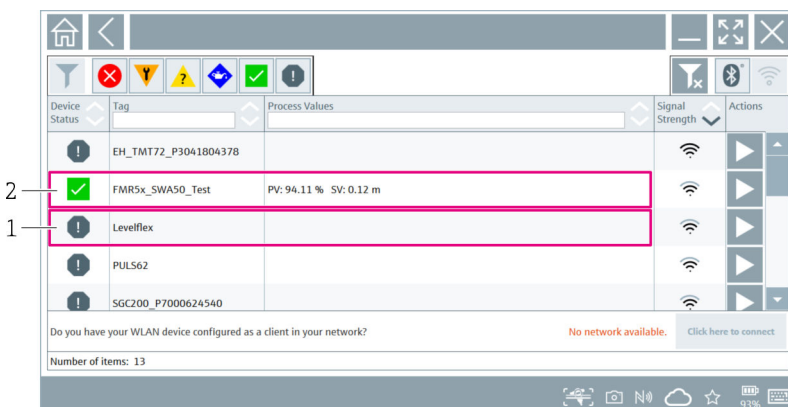 ?
!
Device Status
Tag
Process Values
Signal Strength
Actions
! EH_TMT72_P3041804378
2
FMR5x_SWA50_Test PV: 94.11 % SV: 0.12 m
1
! Levelflex
! PULS62
! SGC200_P7000624540
Do you have your WLAN device configured as a client in your network? No network available. Click here to connect
Number of items: 13
93%